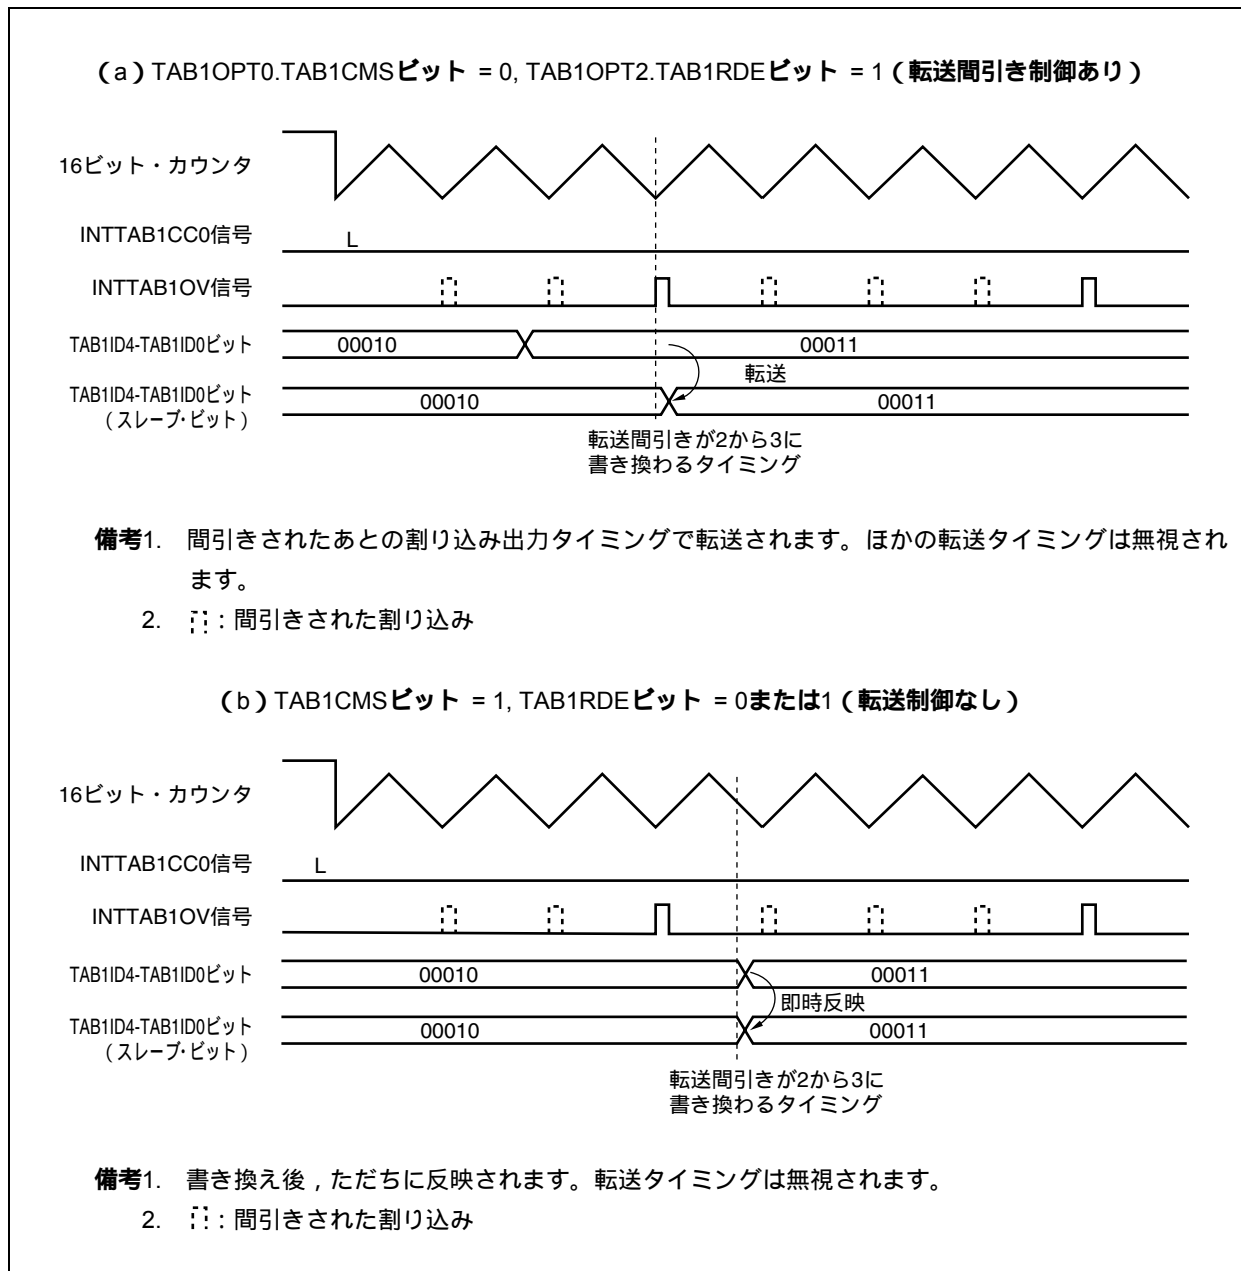 （a）TAB1OPT0.TAB1CMSビット = 0, TAB1OPT2.TAB1RDEビット = 1（転送間引き制御あり）
16ビット・カウンタ
INTTAB1CC0信号
L
INTTAB1OV信号
TAB1ID4-TAB1ID0ビット
00010
00011
転送
TAB1ID4-TAB1ID0ビット
（スレーブ・ビット）
00010
00011
転送間引きが2から3に
書き換わるタイミング
備考1. 間引きされたあとの割り込み出力タイミングで転送されます。ほかの転送タイミングは無視され
ます。
2. ：間引きされた割り込み
（b）TAB1CMSビット = 1, TAB1RDEビット = 0または1（転送制御なし）
16ビット・カウンタ
INTTAB1CC0信号
L
INTTAB1OV信号
TAB1ID4-TAB1ID0ビット
00010
00011
即時反映
TAB1ID4-TAB1ID0ビット
（スレーブ・ビット）
00010
00011
転送間引きが2から3に
書き換わるタイミング
備考1. 書き換え後，ただちに反映されます。転送タイミングは無視されます。
2. ：間引きされた割り込み